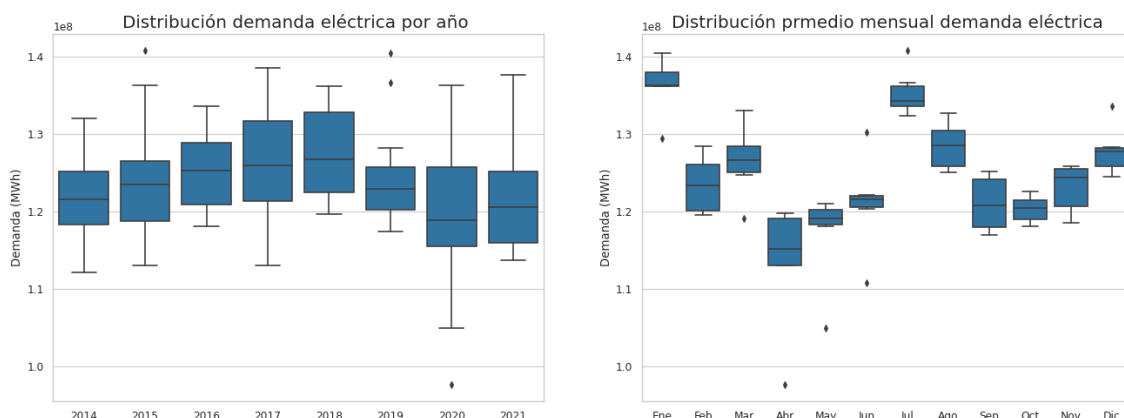 Distribución demanda eléctrica por año
1e8
Demanda (MWh)
1.4
1.3
1.2
1.1
1.0
2014 2015 2016 2017 2018 2019 2020 2021
Distribución prmedio mensual demanda eléctrica
1e8
Demanda (MWh)
1.4
1.3
1.2
1.1
1.0
Ene Feb Mar Abr May Jun Jul Ago Sep Oct Nov Dic